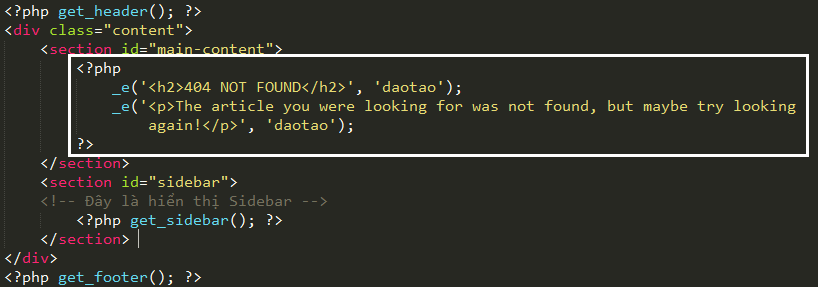 <?php get_header(); ?>
<div class="content">
    <section id="main-content">
        <?php
            _e('<h2>404 NOT FOUND</h2>', 'daotao');
            _e('<p>The article you were looking for was not found, but maybe try looking
                again!</p>', 'daotao');
        ?>
    </section>
    <section id="sidebar">
    <!-- Đây là hiển thị Sidebar -->
        <?php get_sidebar(); ?>
    </section>
</div>
<?php get_footer(); ?>